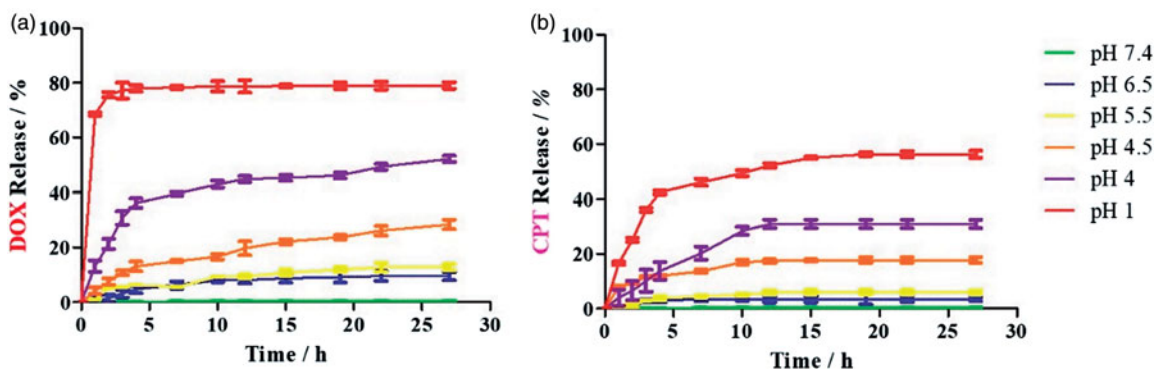 (a)
100
80
60
40
20
0
DOX Release / %
0 5 10 15 20 25 30
Time / h
(b)
100
80
60
40
20
0
CPT Release / %
0 5 10 15 20 25 30
Time / h
pH 7.4
pH 6.5
pH 5.5
pH 4.5
pH 4
pH 1